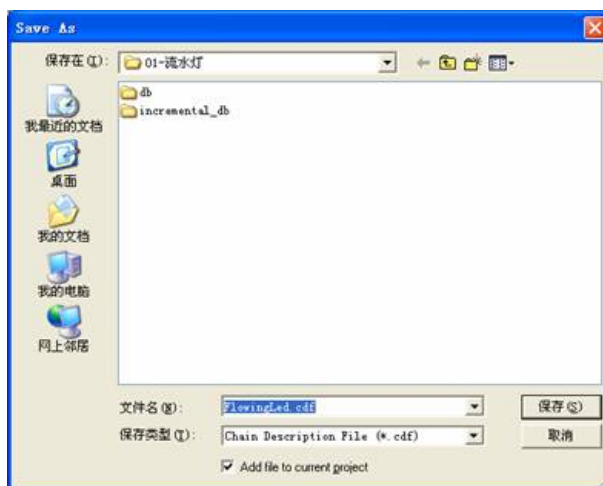 Save As
保存在(I):
01-流水灯
db
incremental_db
我最近的文档
桌面
我的文档
我的电脑
网上邻居
文件名(N):
FlowingLed.cdf
保存(S)
保存类型(T):
Chain Description File (*.cdf)
取消
Add file to current project